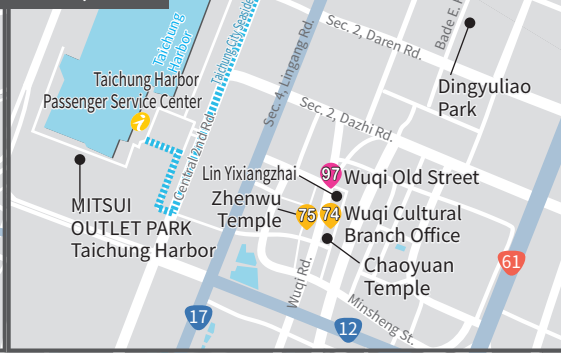 Taichung
Harbor
Taichung City Seaside
Sec. 4, Lingang Rd.
Sec. 2, Daren Rd.
Taichung Harbor
Passenger Service Center
Dingyuliao
Park
Sec. 2, Dazhi Rd.
Central 2nd Rd.
Lin Yixiangzhai
97
Wuqi Old Street
MITSUI
OUTLET PARK
Taichung Harbor
Zhenwu
Temple
75
74
Wuqi Cultural
Branch Office
Chaoyuan
Temple
61
Wuqi Rd.
Minsheng St.
17
12